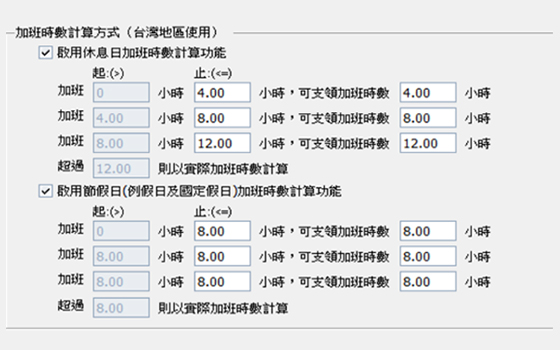 加班時數計算方式（台灣地區使用）
啟用休息日加班時數計算功能
起:(>) 止:(<=)
加班 0 小時 4.00 小時，可支領加班時數 4.00 小時
加班 4.00 小時 8.00 小時，可支領加班時數 8.00 小時
加班 8.00 小時 12.00 小時，可支領加班時數 12.00 小時
超過 12.00 則以實際加班時數計算
啟用節假日(例假日及國定假日)加班時數計算功能
起:(>) 止:(<=)
加班 0 小時 8.00 小時，可支領加班時數 8.00 小時
加班 8.00 小時 8.00 小時，可支領加班時數 8.00 小時
加班 8.00 小時 8.00 小時，可支領加班時數 8.00 小時
超過 8.00 則以實際加班時數計算